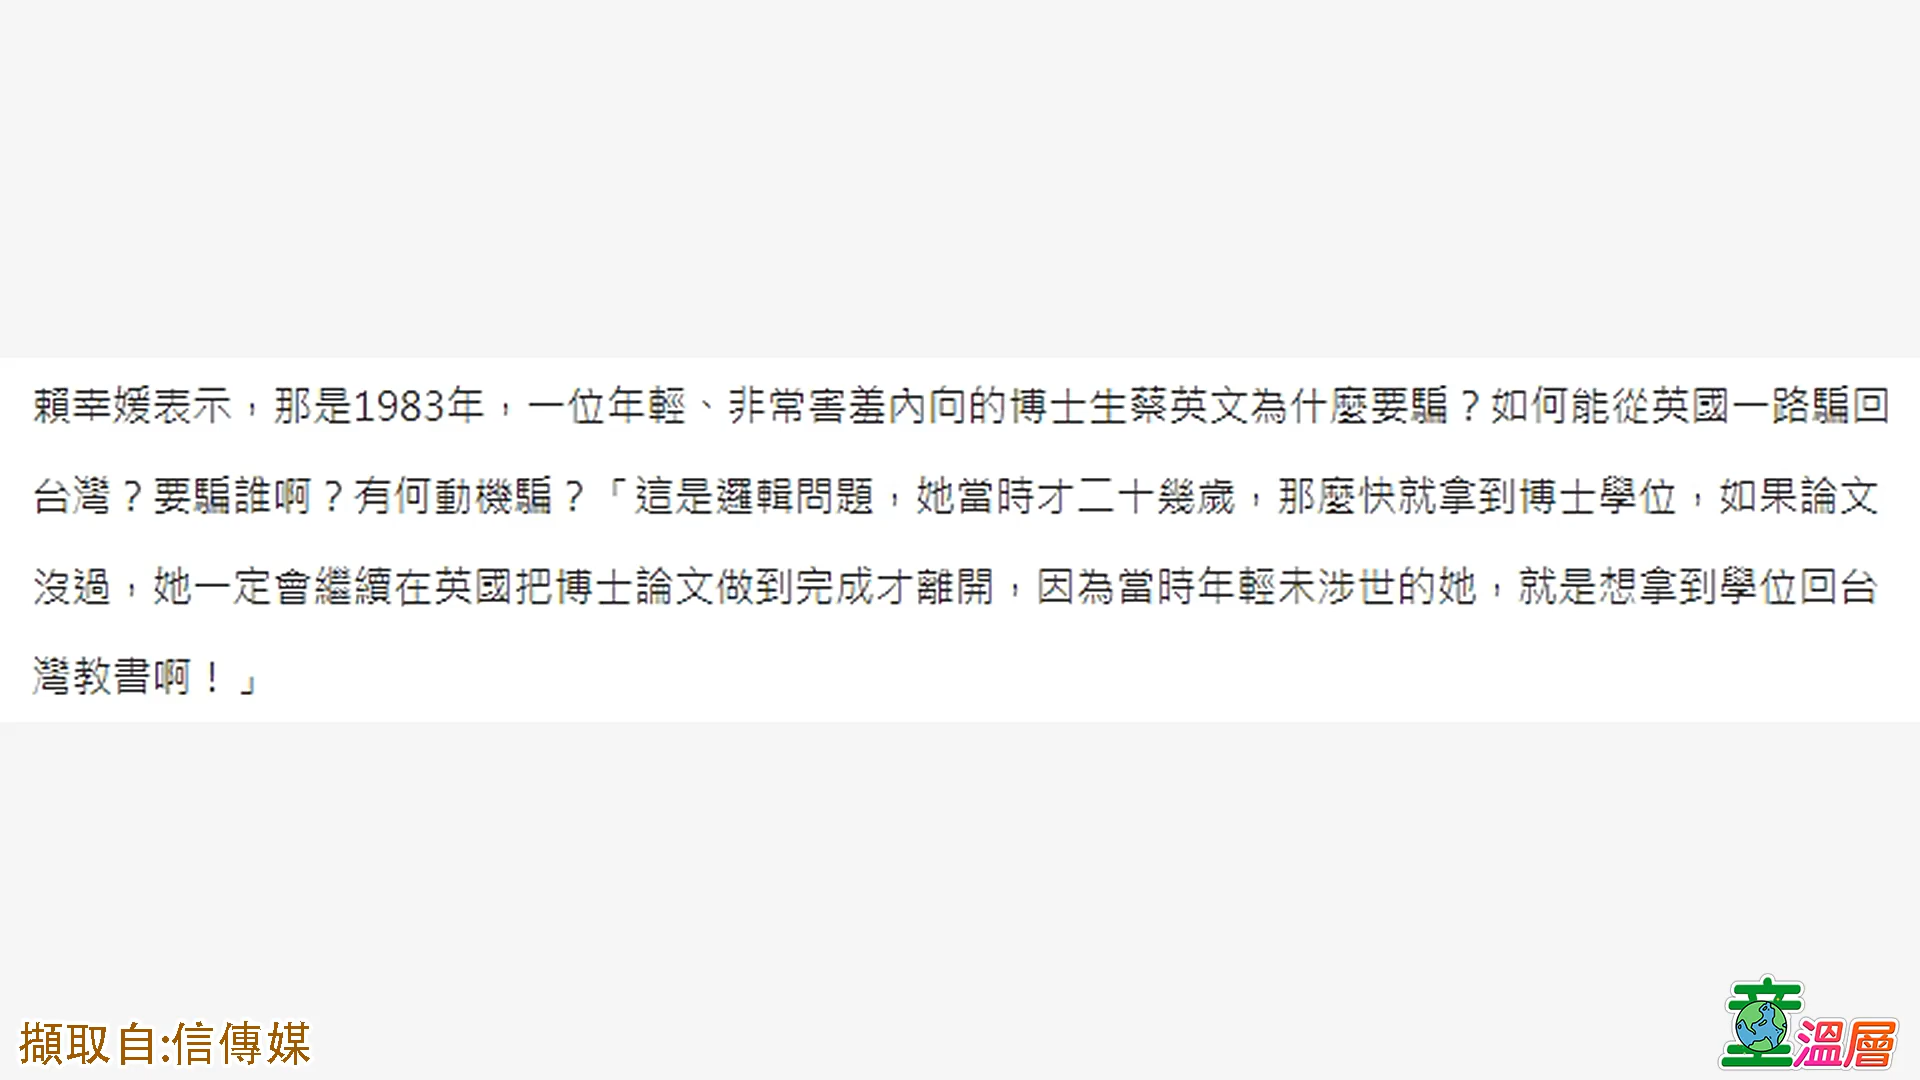 賴幸媛表示，那是1983年，一位年輕、非常害羞內向的博士生蔡英文為什麼要騙？如何能從英國一路騙回
台灣？要騙誰啊？有何動機騙？「這是邏輯問題，她當時才二十幾歲，那麼快就拿到博士學位，如果論文
沒過，她一定會繼續在英國把博士論文做到完成才離開，因為當時年輕未涉世的她，就是想拿到學位回台
灣教書啊！」
擷取自:信傳媒
童溫層